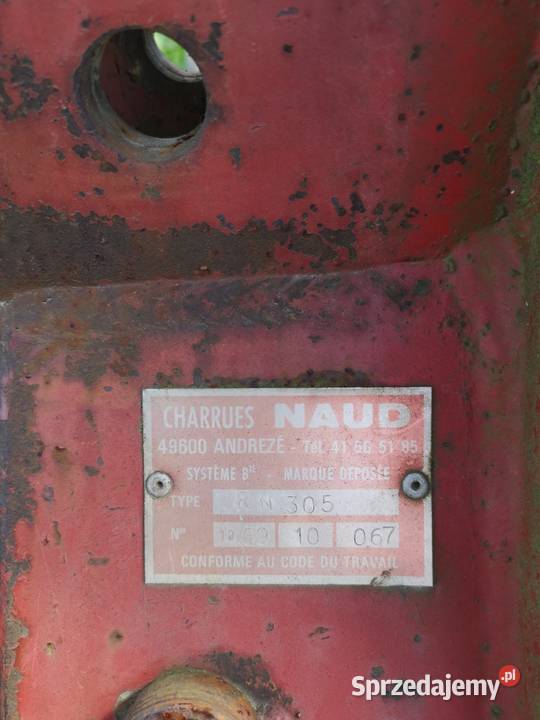 CHARRUES NAUD
49600 ANDREZÉ - Tél. 41 56 51 85
SYSTÈME Bté - MARQUE DÉPOSÉE
TYPE 305
N° 10 067
CONFORME AU CODE DU TRAVAIL
Sprzedajemy.pl